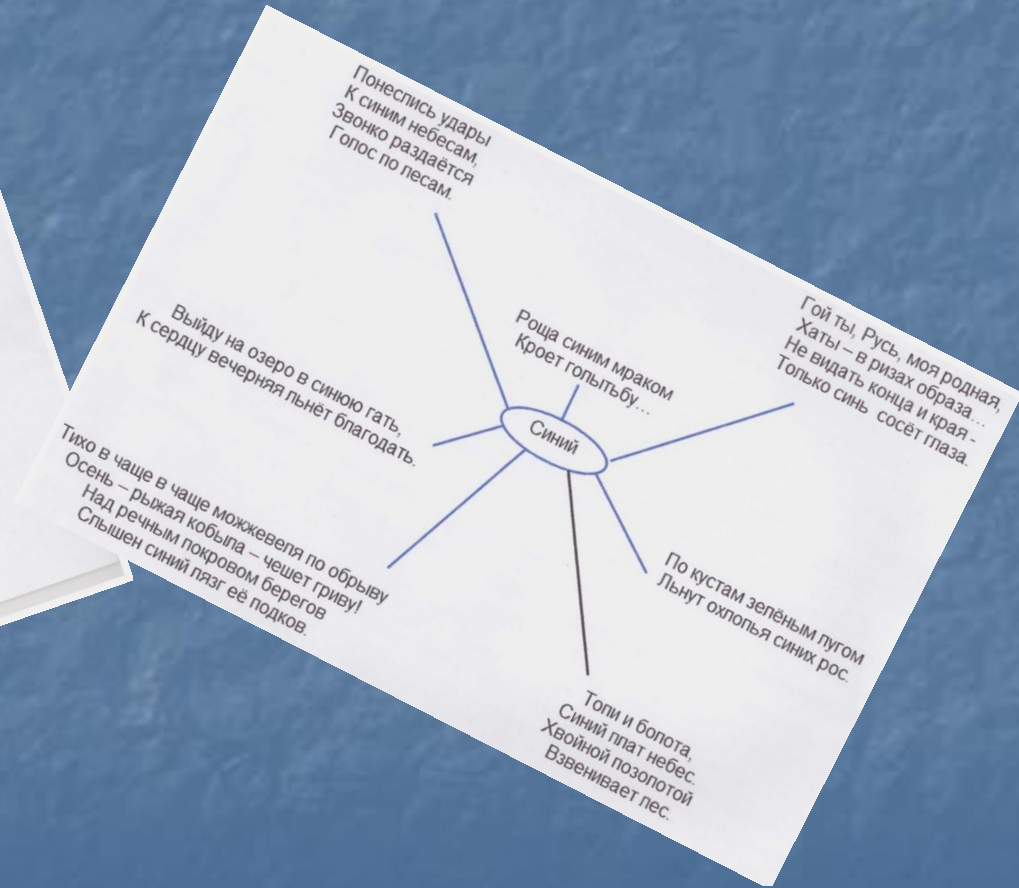 Понеслись удары
К синим небесам,
Звонко раздаётся
Голос по лесам.
Роща синим мраком
Кроет голытьбу…
Гой ты, Русь, моя родная,
Хаты – в ризах образа…
Не видать конца и края -
Только синь сосёт глаза.
Выйду на озеро в синюю гать,
К сердцу вечерняя льнёт благодать.
Синий
Тихо в чаще в чаще можжевеля по обрыву
Осень – рыжая кобыла – чешет гриву!
Над речным покровом берегов
Слышен синий лязг её подков.
По кустам зелёным лугом
Льнут охлопья синих рос.
Топи и болота,
Синий плат небес.
Хвойной позолотой
Взвенивает лес.